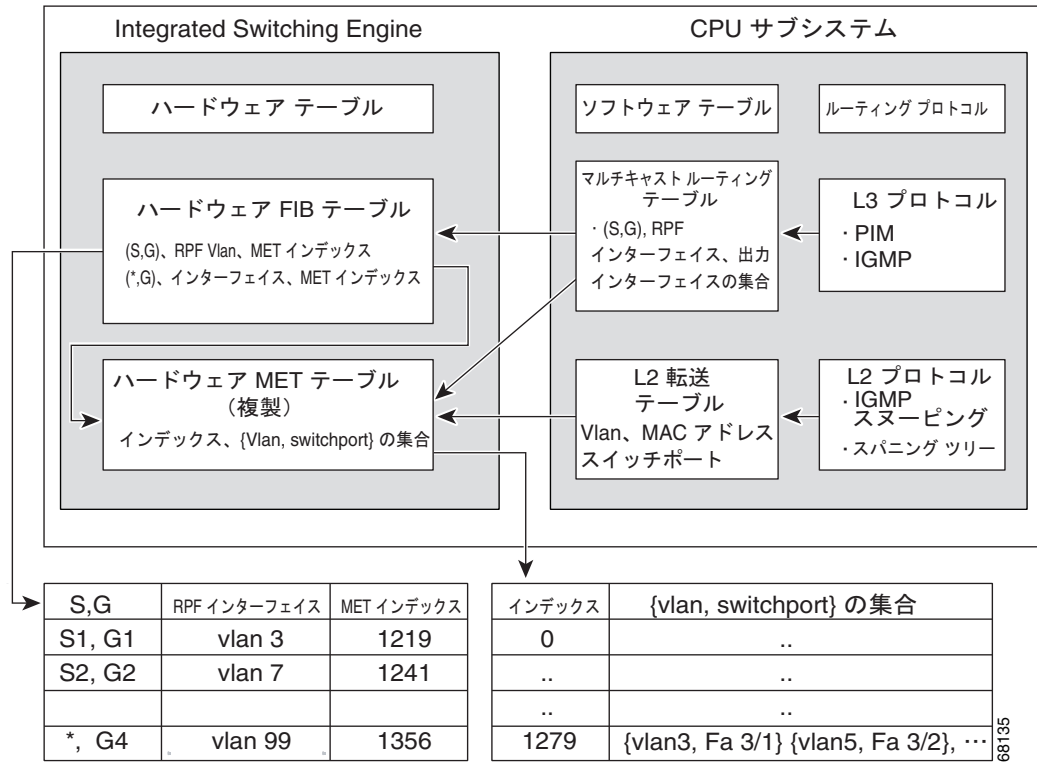 Integrated Switching Engine
ハードウェア テーブル
ハードウェア FIB テーブル
(S,G)、RPF Vlan、MET インデックス
(*,G)、インターフェイス、MET インデックス
ハードウェア MET テーブル
（複製）
インデックス、{Vlan, switchport} の集合
CPU サブシステム
ソフトウェア テーブル
ルーティング プロトコル
マルチキャスト ルーティング
テーブル
· (S,G), RPF
インターフェイス、出力
インターフェイスの集合
L3 プロトコル
· PIM
· IGMP
L2 転送
テーブル
Vlan、MAC アドレス
スイッチポート
L2 プロトコル
· IGMP
スヌーピング
· スパニング ツリー
S,G RPF インターフェイス MET インデックス
S1, G1 vlan 3 1219
S2, G2 vlan 7 1241
*, G4 vlan 99 1356
インデックス {vlan, switchport} の集合
0 ..
.. ..
.. ..
1279 {vlan3, Fa 3/1} {vlan5, Fa 3/2}, ···
68135